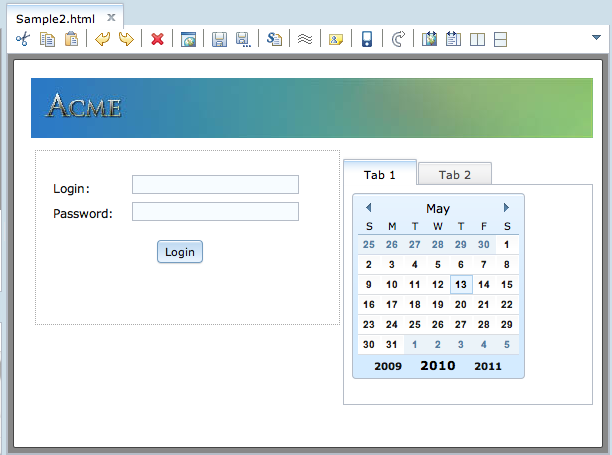 Sample2.html
ACME
Login:
Password:
Login
Tab 1 Tab 2
May
S M T W T F S
25 26 27 28 29 30 1
2 3 4 5 6 7 8
9 10 11 12 13 14 15
16 17 18 19 20 21 22
23 24 25 26 27 28 29
30 31 1 2 3 4 5
2009 2010 2011